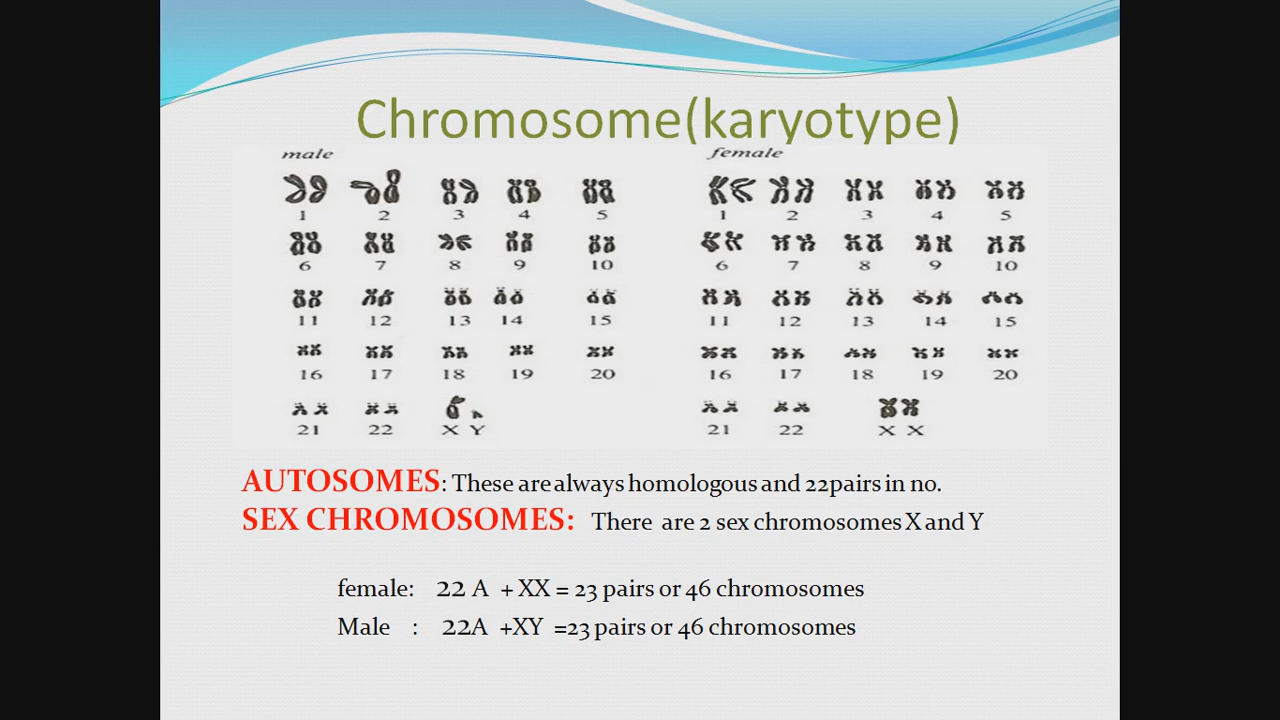 Chromosome(karyotype)
male
1 2 3 4 5
6 7 8 9 10
11 12 13 14 15
16 17 18 19 20
21 22 X Y
female
1 2 3 4 5
6 7 8 9 10
11 12 13 14 15
16 17 18 19 20
21 22 X X
AUTOSOMES: These are always homologous and 22pairs in no.
SEX CHROMOSOMES: There are 2 sex chromosomes X and Y
female: 22 A + XX = 23 pairs or 46 chromosomes
Male : 22A +XY =23 pairs or 46 chromosomes